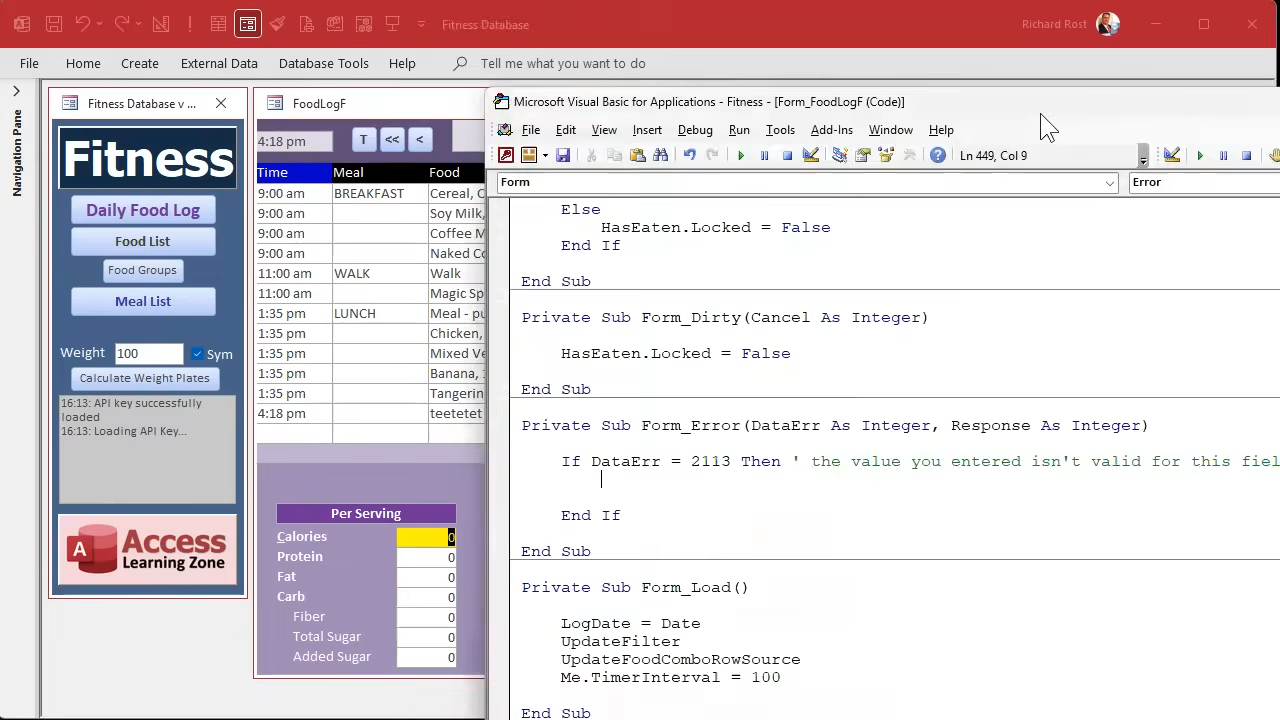 Fitness Database
Richard Rost
File Home Create External Data Database Tools Help Tell me what you want to do
Navigation Pane
Fitness Database v ...
Fitness
Daily Food Log
Food List
Food Groups
Meal List
Weight 100 Sym
Calculate Weight Plates
16:13: API key successfully
loaded
16:13: Loading API Key...
A Access
Learning Zone
FoodLogF
4:18 pm T << <
Time Meal Food
9:00 am BREAKFAST Cereal, C
9:00 am Soy Milk,
9:00 am Coffee M
9:00 am Naked Co
11:00 am WALK Walk
11:00 am Magic Sp
1:35 pm LUNCH Meal - pu
1:35 pm Chicken,
1:35 pm Mixed Ve
1:35 pm Banana, 1
1:35 pm Tangerin
4:18 pm teetetet
Per Serving
Calories 0
Protein 0
Fat 0
Carb 0
Fiber 0
Total Sugar 0
Added Sugar 0
Microsoft Visual Basic for Applications - Fitness - [Form_FoodLogF (Code)]
File Edit View Insert Debug Run Tools Add-Ins Window Help
Ln 449, Col 9
Form Error
Else
HasEaten.Locked = False
End If
End Sub
Private Sub Form_Dirty(Cancel As Integer)
HasEaten.Locked = False
End Sub
Private Sub Form_Error(DataErr As Integer, Response As Integer)
If DataErr = 2113 Then ' the value you entered isn't valid for this fiel
End If
End Sub
Private Sub Form_Load()
LogDate = Date
UpdateFilter
UpdateFoodComboRowSource
Me.TimerInterval = 100
End Sub